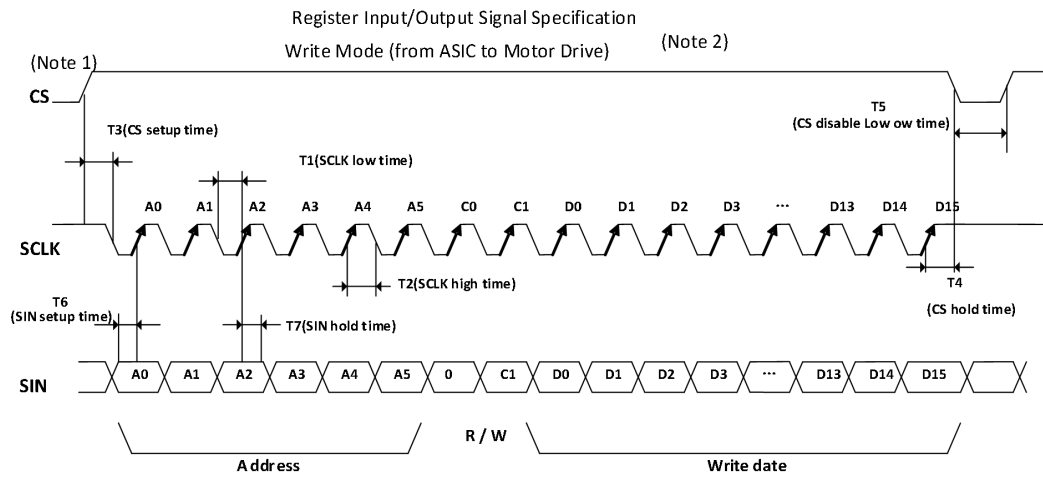 Register Input/Output Signal Specification
Write Mode (from ASIC to Motor Drive)
(Note 2)
(Note 1)
CS
T5
(CS disable Low ow time)
T3(CS setup time)
T1(SCLK low time)
A0 A1 A2 A3 A4 A5 C0 C1 D0 D1 D2 D3 ... D13 D14 D15
SCLK
T2(SCLK high time)
T4
(CS hold time)
T6
(SIN setup time)
T7(SIN hold time)
SIN
A0 A1 A2 A3 A4 A5 0 C1 D0 D1 D2 D3 ... D13 D14 D15
R / W
Address
Write date